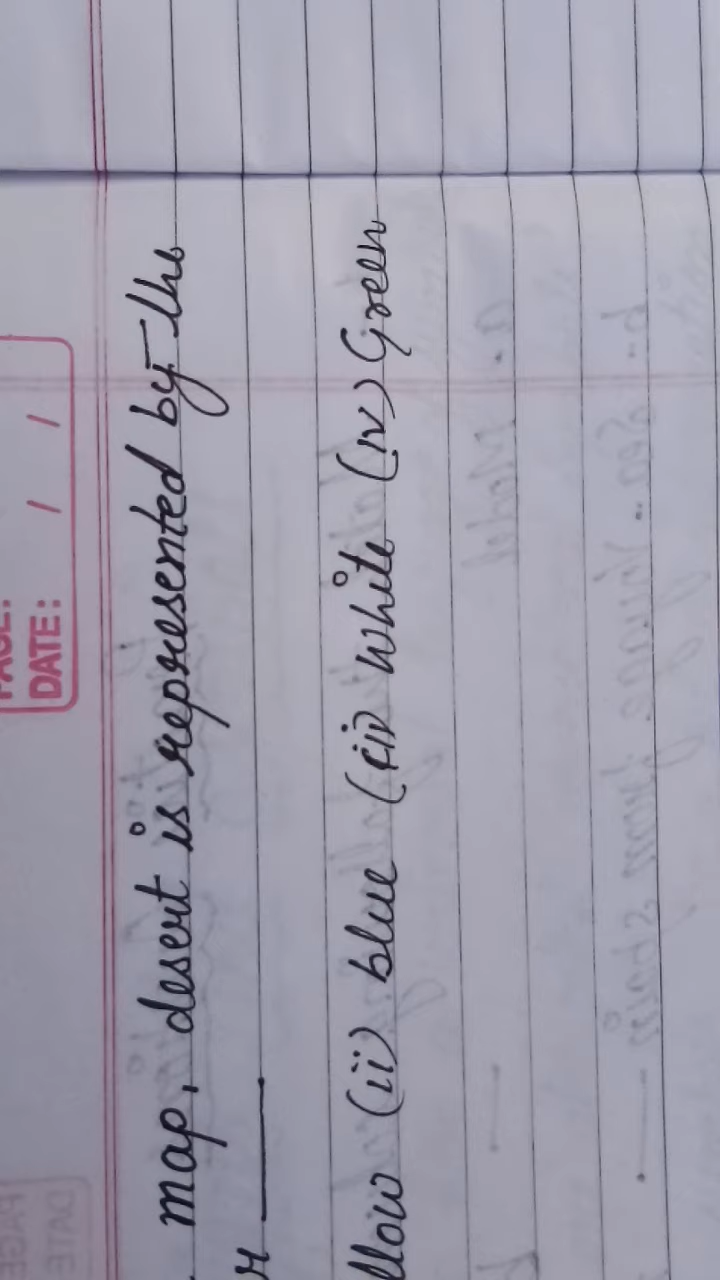 DATE: / /
map, desert is represented by the
r ____
llow (ii) blue (iii) white (iv) Green